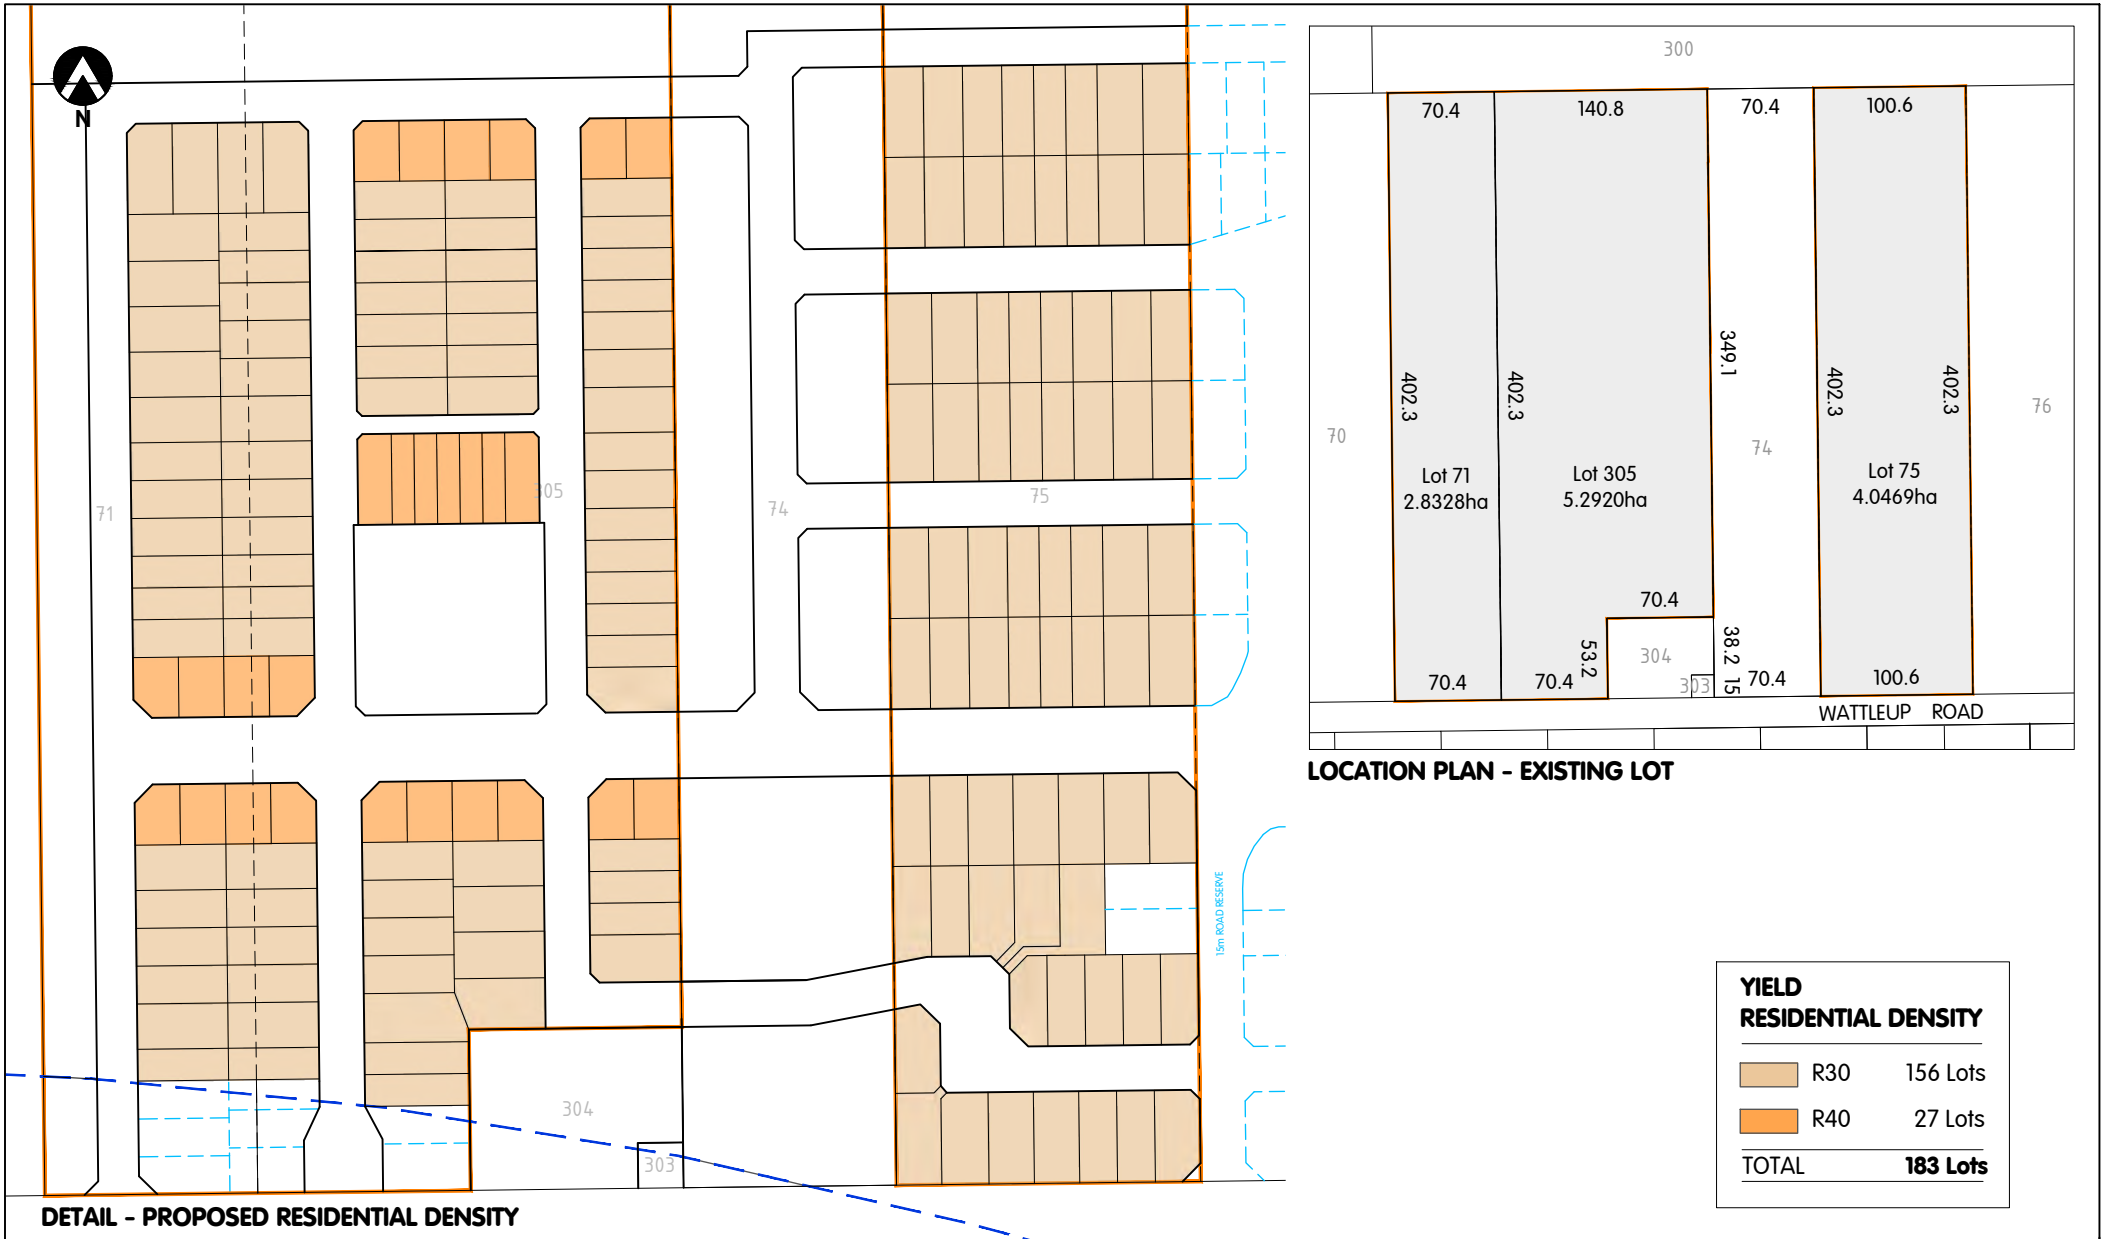 N
71
305
74
75
304
303
15m ROAD RESERVE
DETAIL - PROPOSED RESIDENTIAL DENSITY
300
70.4
140.8
70.4
100.6
349.1
402.3
402.3
402.3
402.3
70
76
74
Lot 71
2.8328ha
Lot 305
5.2920ha
Lot 75
4.0469ha
70.4
53.2
304
38.2
303
15
70.4
70.4
70.4
100.6
WATTLEUP ROAD
LOCATION PLAN - EXISTING LOT
YIELD
RESIDENTIAL DENSITY
R30 156 Lots
R40 27 Lots
TOTAL 183 Lots